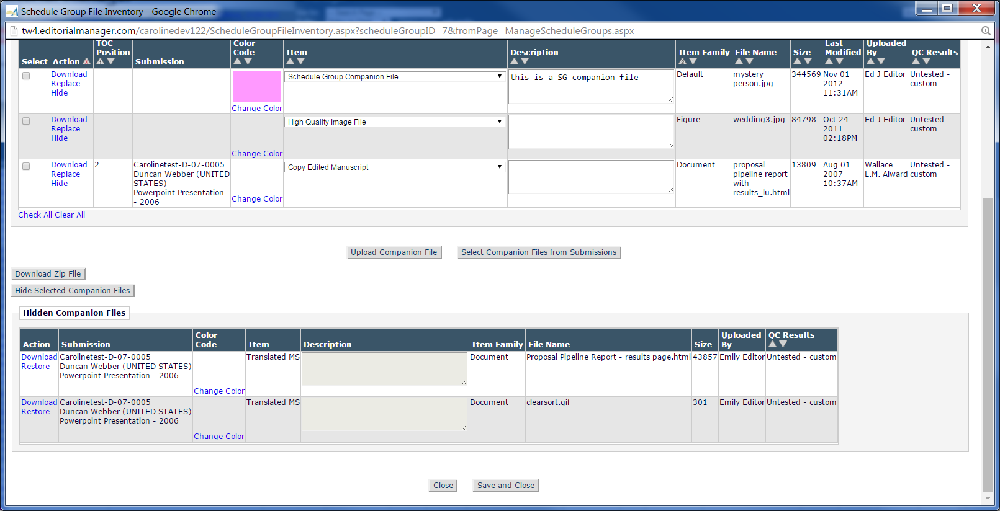 Schedule Group File Inventory - Google Chrome
tw4.editorialmanager.com/carolinedev122/ScheduleGroupFileInventory.aspx?scheduleGroupID=7&fromPage=ManageScheduleGroups.aspx
Select Action TOC Position Submission Color Code Item Description Item Family File Name Size Last Modified Uploaded By QC Results
Download
Replace
Hide
Change Color
Schedule Group Companion File
this is a SG companion file
Default
mystery
person.jpg
344569
Nov 01
2012
11:31AM
Ed J Editor
Untested -
custom
Download
Replace
Hide
Change Color
High Quality Image File
Figure
wedding3.jpg
84798
Oct 24
2011
02:18PM
Ed J Editor
Untested -
custom
Download
Replace
Hide
2
Carolinetest-D-07-0005
Duncan Webber (UNITED
STATES)
Powerpoint Presentation
- 2006
Change Color
Copy Edited Manuscript
Document
proposal
pipeline report
with
results_lu.html
13809
Aug 01
2007
10:37AM
Wallace
L.M. Alward
Untested -
custom
Check All Clear All
Upload Companion File
Select Companion Files from Submissions
Download Zip File
Hide Selected Companion Files
Hidden Companion Files
Action Submission Color Code Item Description Item Family File Name Size Uploaded By QC Results
Download
Restore
Carolinetest-D-07-0005
Duncan Webber (UNITED STATES)
Powerpoint Presentation - 2006
Change Color
Translated MS
Document
Proposal Pipeline Report - results page.html
43857
Emily Editor
Untested - custom
Download
Restore
Carolinetest-D-07-0005
Duncan Webber (UNITED STATES)
Powerpoint Presentation - 2006
Change Color
Translated MS
Document
clearsort.gif
301
Emily Editor
Untested - custom
Close
Save and Close